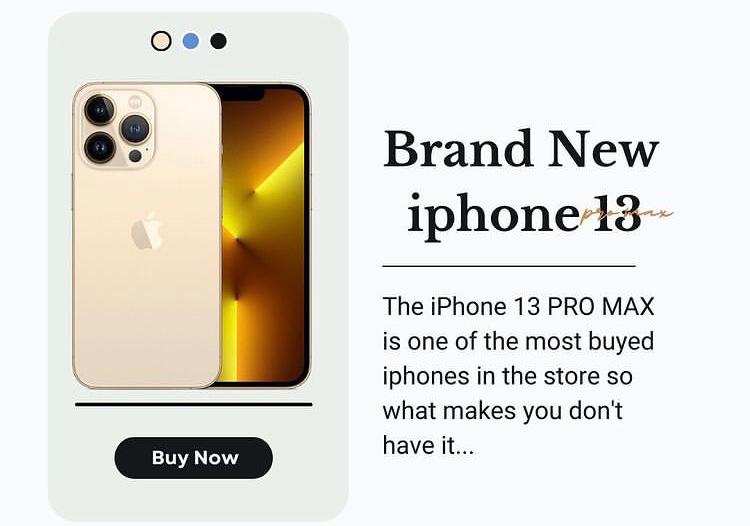 Brand New
iphone 13
pro max
The iPhone 13 PRO MAX
is one of the most buyed
iphones in the store so
what makes you don't
have it...
Buy Now